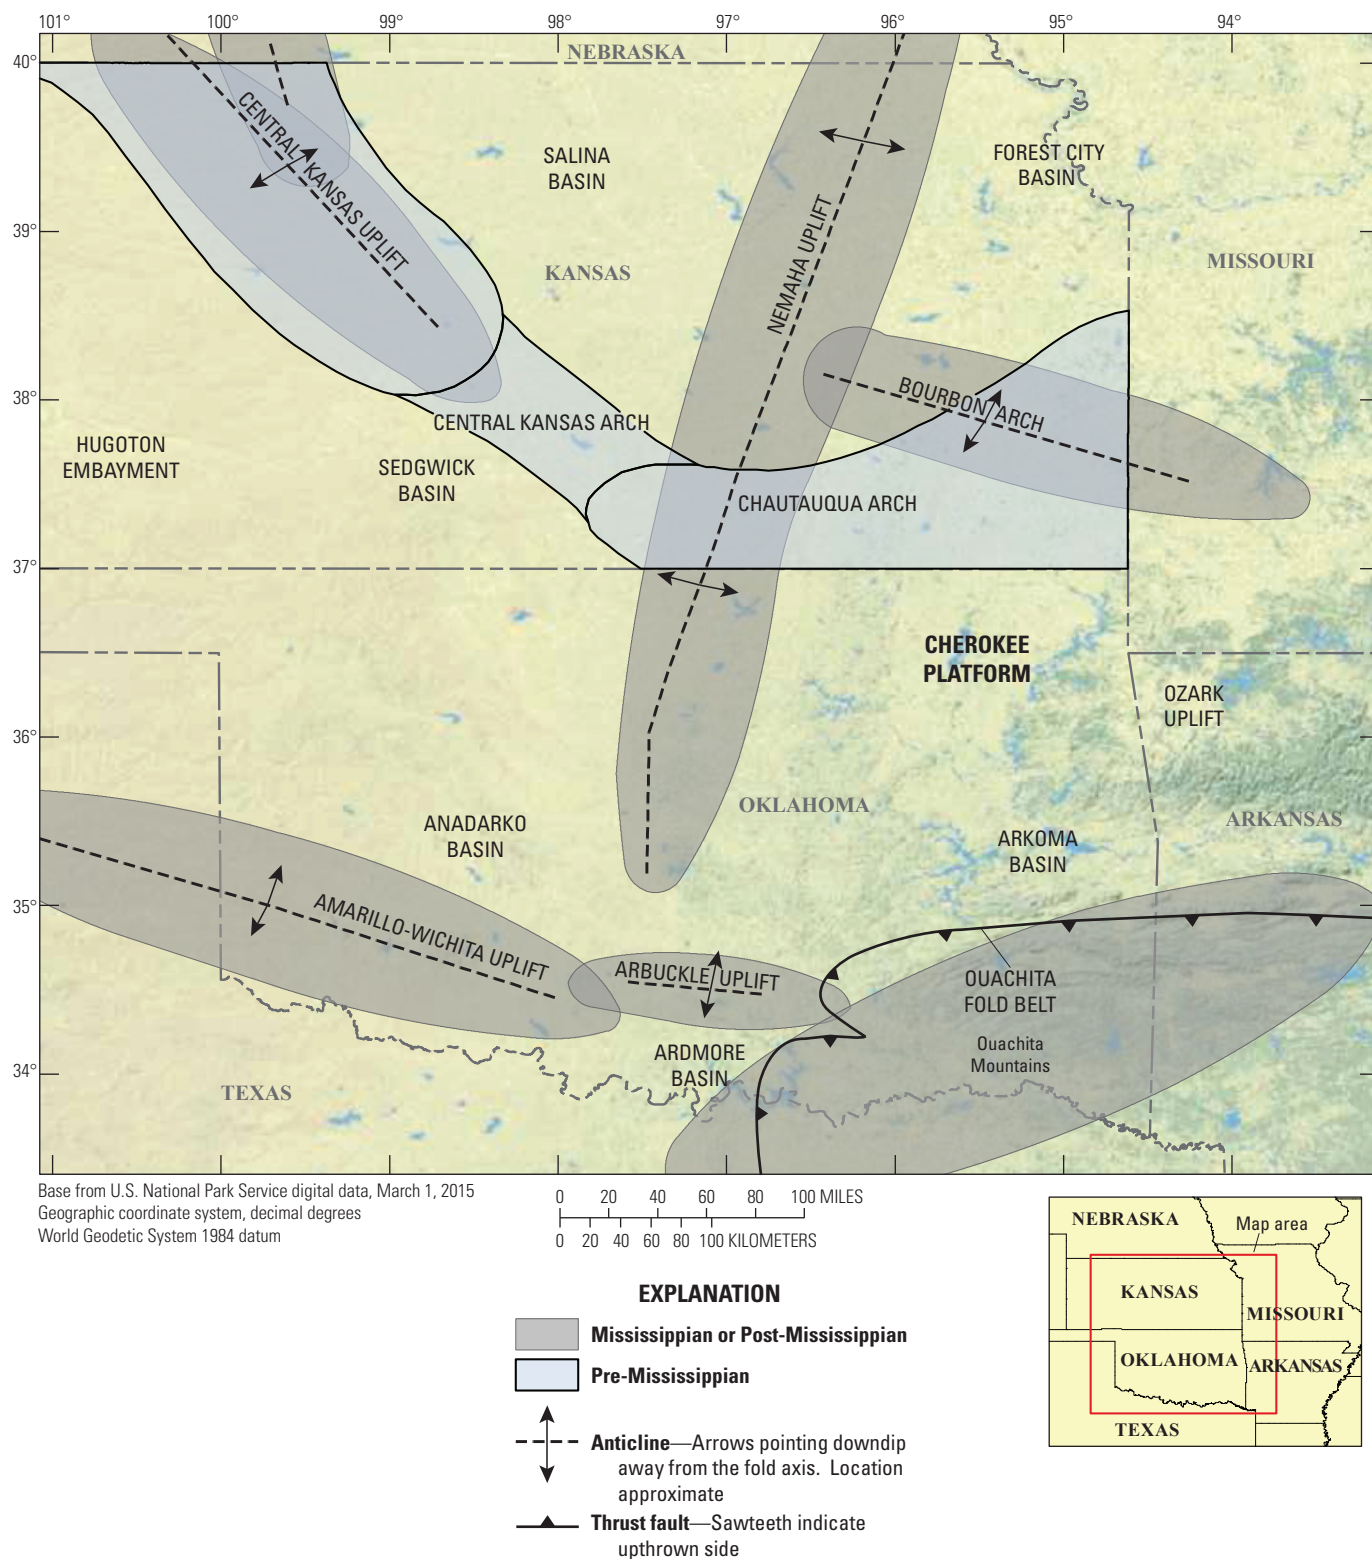 101°
100°
99°
98°
97°
96°
95°
94°
40°
39°
38°
37°
36°
35°
34°
NEBRASKA
CENTRAL KANSAS UPLIFT
SALINA
BASIN
FOREST CITY
BASIN
NEMAHA UPLIFT
KANSAS
MISSOURI
BOURBON ARCH
CENTRAL KANSAS ARCH
HUGOTON
EMBAYMENT
SEDGWICK
BASIN
CHAUTAUQUA ARCH
CHEROKEE
PLATFORM
OZARK
UPLIFT
OKLAHOMA
ANADARKO
BASIN
ARKOMA
BASIN
ARKANSAS
AMARILLO-WICHITA UPLIFT
ARBUCKLE UPLIFT
OUACHITA
FOLD BELT
Ouachita
Mountains
ARDMORE
BASIN
TEXAS
Base from U.S. National Park Service digital data, March 1, 2015
Geographic coordinate system, decimal degrees
World Geodetic System 1984 datum
0 20 40 60 80 100 MILES
0 20 40 60 80 100 KILOMETERS
NEBRASKA
Map area
KANSAS
MISSOURI
OKLAHOMA
ARKANSAS
TEXAS
EXPLANATION
Mississippian or Post-Mississippian
Pre-Mississippian
Anticline—Arrows pointing downdip
away from the fold axis. Location
approximate
Thrust fault—Sawteeth indicate
upthrown side